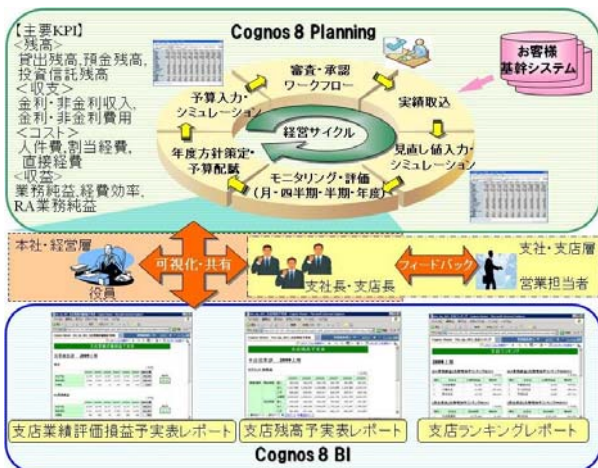 【主要KPI】
<残高>
貸出残高,預金残高,
投資信託残高
<収支>
金利・非金利収入,
金利・非金利費用
<コスト>
人件費,割当経費,
直接経費
<収益>
業務純益,経費効率,
RA業務純益
Cognos 8 Planning
お客様
基幹システム
審査・承認
ワークフロー
予算入力・
シミュレーション
実績取込
経営サイクル
年度方針策定・
予算配賦
見直し値入力・
シミュレーション
モニタリング・評価
(月・四半期・半期・年度)
本社・経営層
役員
可視化・共有
支社長・支店長
フィードバック
支社・支店層
営業担当者
支店業績評価損益予実表レポート
支店残高予実表レポート
支店ランキングレポート
Cognos 8 BI